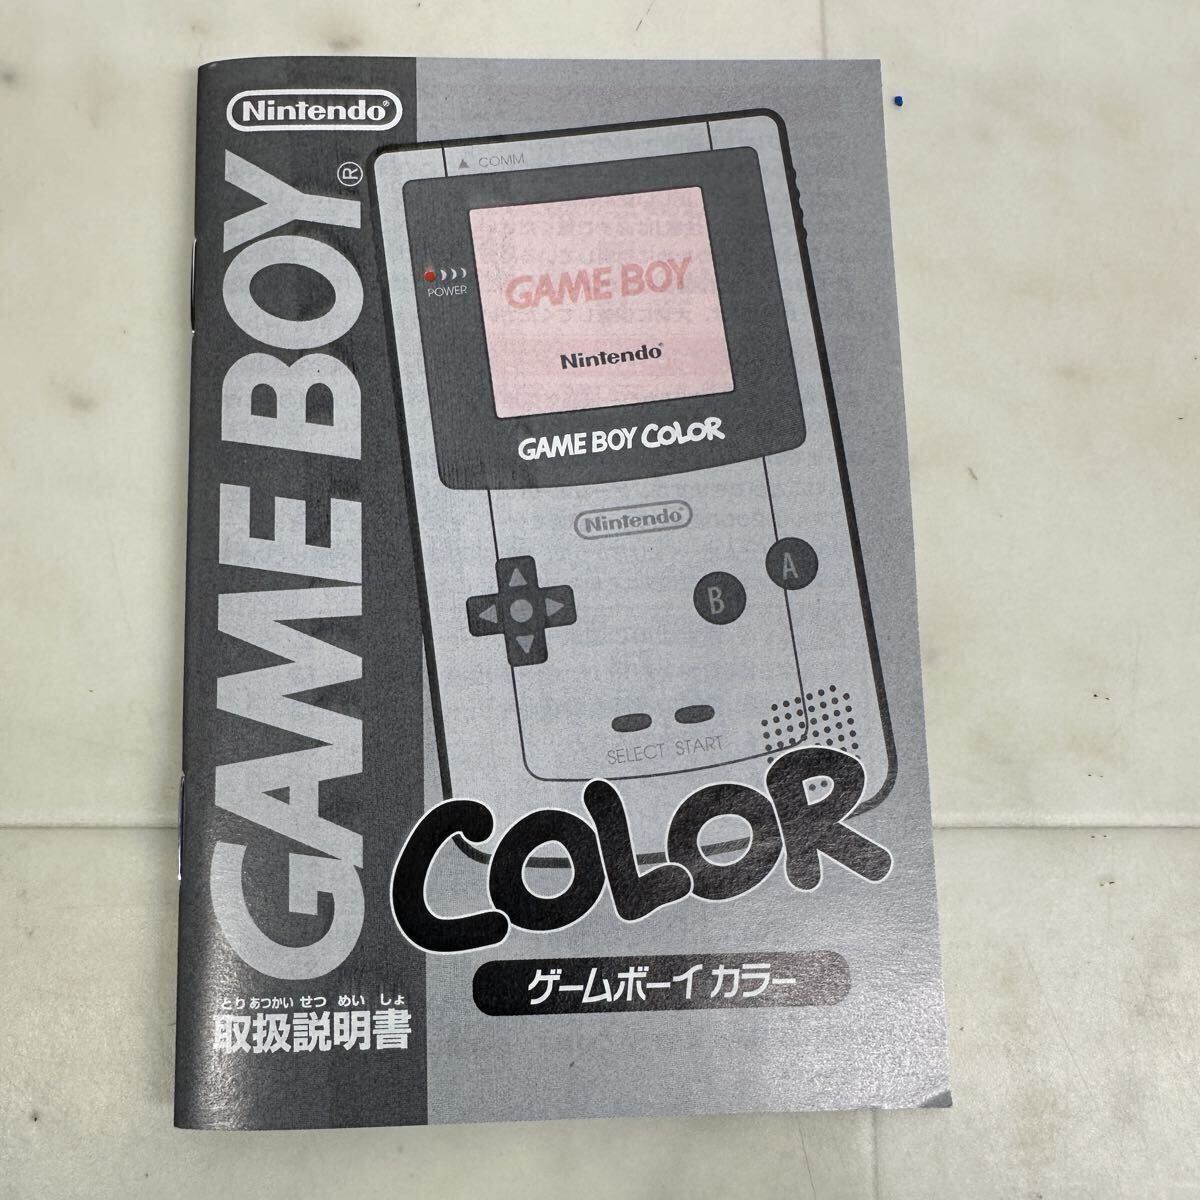 Nintendo®
GAME BOY®
COMM
POWER
GAME BOY
Nintendo®
GAME BOY COLOR
Nintendo
A
B
SELECT START
COLOR
ゲームボーイ カラー
とりあつかいせつめいしょ
取扱説明書